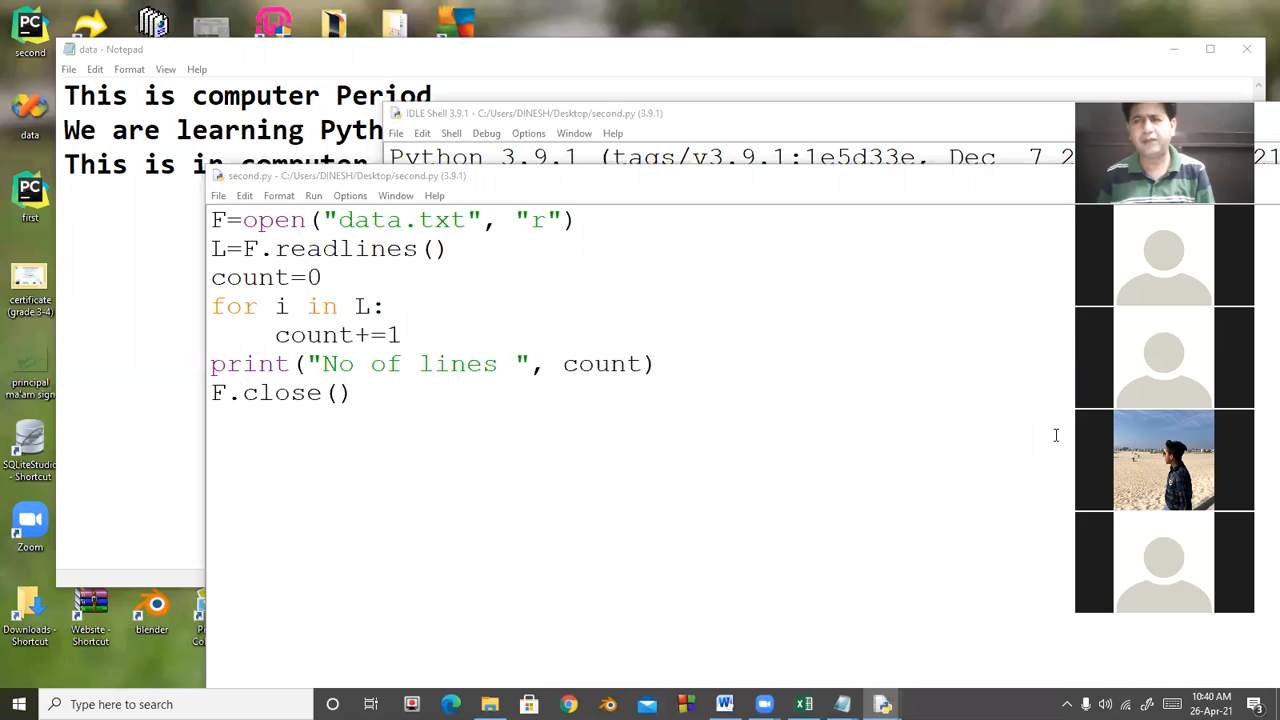 second
data - Notepad
File Edit Format View Help
This is computer Period
We are learning Pyth
This is in computer
IDLE Shell 3.9.1 - C:/Users/DINESH/Desktop/second.py (3.9.1)
File Edit Shell Debug Options Window Help
Python 3.9.1 (tags/v3.9.1:1e5d33e, Dec 7 2
21
second.py - C:/Users/DINESH/Desktop/second.py (3.9.1)
File Edit Format Run Options Window Help
F=open("data.txt", "r")
L=F.readlines()
count=0
for i in L:
count+=1
print("No of lines ", count)
F.close()
data
first
certificate
(grade 3-4)
principal
ma'am sign
SQLiteStudio
- Shortcut
Zoom
Downloads -
Shortcut
Website -
Shortcut
blender
Type here to search
10:40 AM
26-Apr-21
3